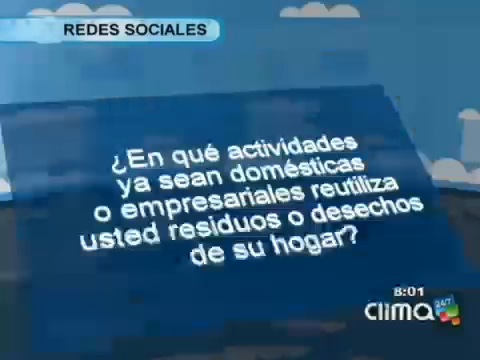 REDES SOCIALES
¿En qué actividades
ya sean domésticas
o empresariales reutiliza
usted residuos o desechos
de su hogar?
8:01
clima 24/7